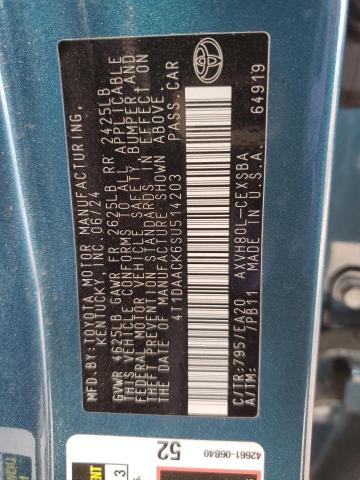 MFD.BY:TOYOTA MOTOR MANUFACTURING,
KENTUCKY, INC. 06/24
GVWR 4625LB GAWR FR 2625LB RR 2425LB
THIS VEHICLE CONFORMS TO ALL APPLICABLE
FEDERAL MOTOR VEHICLE SAFETY BUMPER, AND
THEFT PREVENTION STANDARDS IN EFFECT ON
THE DATE OF MANUFACTURE SHOWN ABOVE.
4T1DAACK6SU514203 PASS.CAR
C/TR:795/EA20 AXVH80L-CEXSBA
A/TM: /PB11 MADE IN U.S.A.
64919
52
42661-06840
3